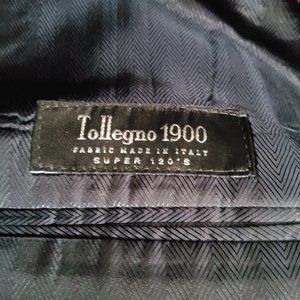 Tollegno 1900
FABRIC MADE IN ITALY
SUPER 120'S